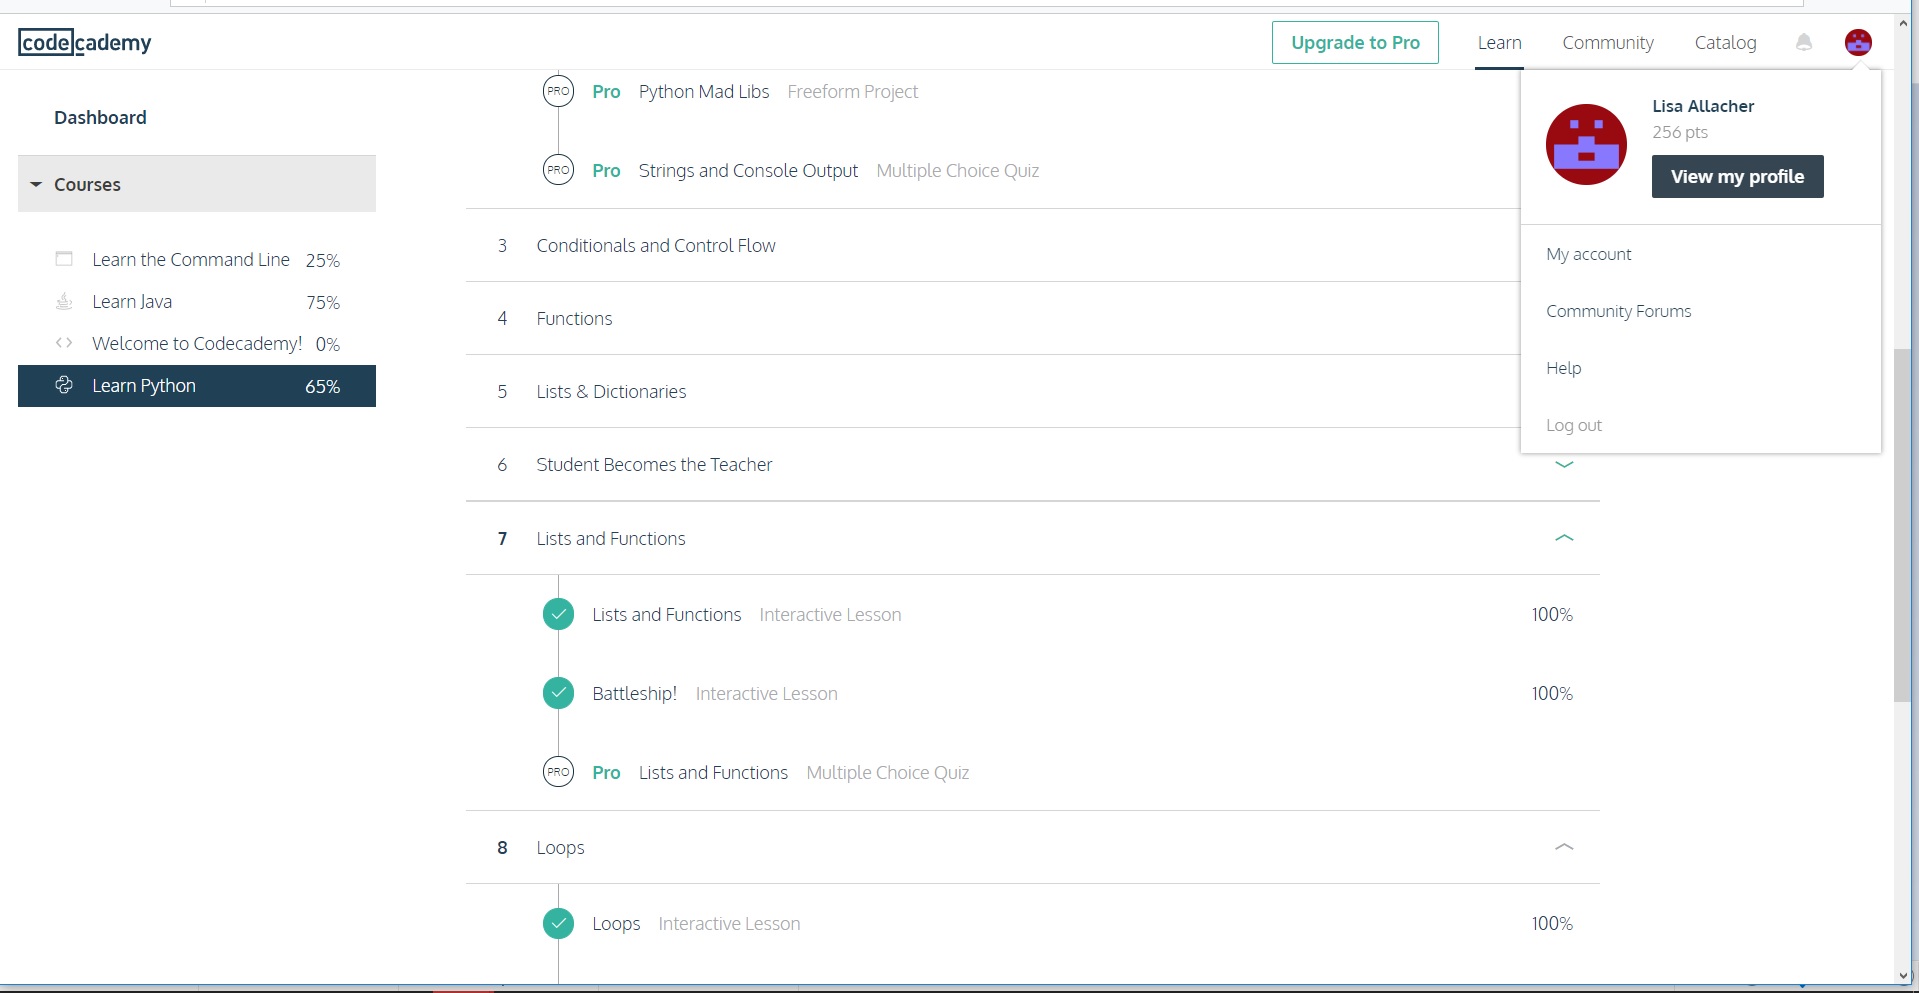 codecademy
Upgrade to Pro Learn Community Catalog
Dashboard
Courses
Learn the Command Line 25%
Learn Java 75%
Welcome to Codecademy! 0%
Learn Python 65%
PRO Pro Python Mad Libs Freeform Project
PRO Pro Strings and Console Output Multiple Choice Quiz
3 Conditionals and Control Flow
4 Functions
5 Lists & Dictionaries
6 Student Becomes the Teacher
7 Lists and Functions
Lists and Functions Interactive Lesson 100%
Battleship! Interactive Lesson 100%
PRO Pro Lists and Functions Multiple Choice Quiz
8 Loops
Loops Interactive Lesson 100%
Lisa Allacher
256 pts
View my profile
My account
Community Forums
Help
Log out